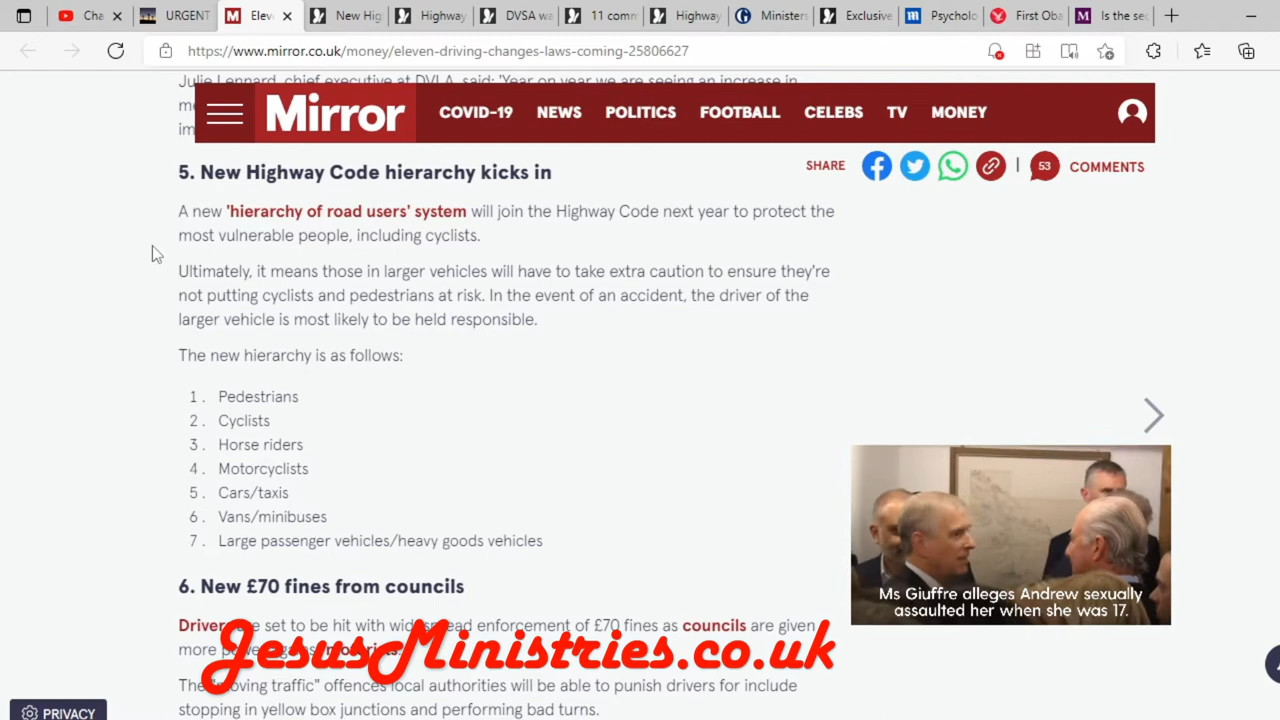 Cha
URGENT
Elev
New Hig
Highway
DVSA wa
11 comm
Highway
Ministers
Exclusive
Psycholo
First Oba
Is the sec
https://www.mirror.co.uk/money/eleven-driving-changes-laws-coming-25806627
Julie Lennard, chief executive at DVLA, said: 'Year on year we are seeing an increase in
me
im
Mirror
COVID-19 NEWS POLITICS FOOTBALL CELEBS TV MONEY
SHARE
53 COMMENTS
5. New Highway Code hierarchy kicks in
A new 'hierarchy of road users' system will join the Highway Code next year to protect the
most vulnerable people, including cyclists.
Ultimately, it means those in larger vehicles will have to take extra caution to ensure they're
not putting cyclists and pedestrians at risk. In the event of an accident, the driver of the
larger vehicle is most likely to be held responsible.
The new hierarchy is as follows:
1. Pedestrians
2. Cyclists
3. Horse riders
4. Motorcyclists
5. Cars/taxis
6. Vans/minibuses
7. Large passenger vehicles/heavy goods vehicles
Ms Giuffre alleges Andrew sexually
assaulted her when she was 17.
6. New £70 fines from councils
Drivers set to be hit with widespread enforcement of £70 fines as councils are given
more
JesusMinistries.co.uk
The "moving traffic" offences local authorities will be able to punish drivers for include
stopping in yellow box junctions and performing bad turns.
PRIVACY